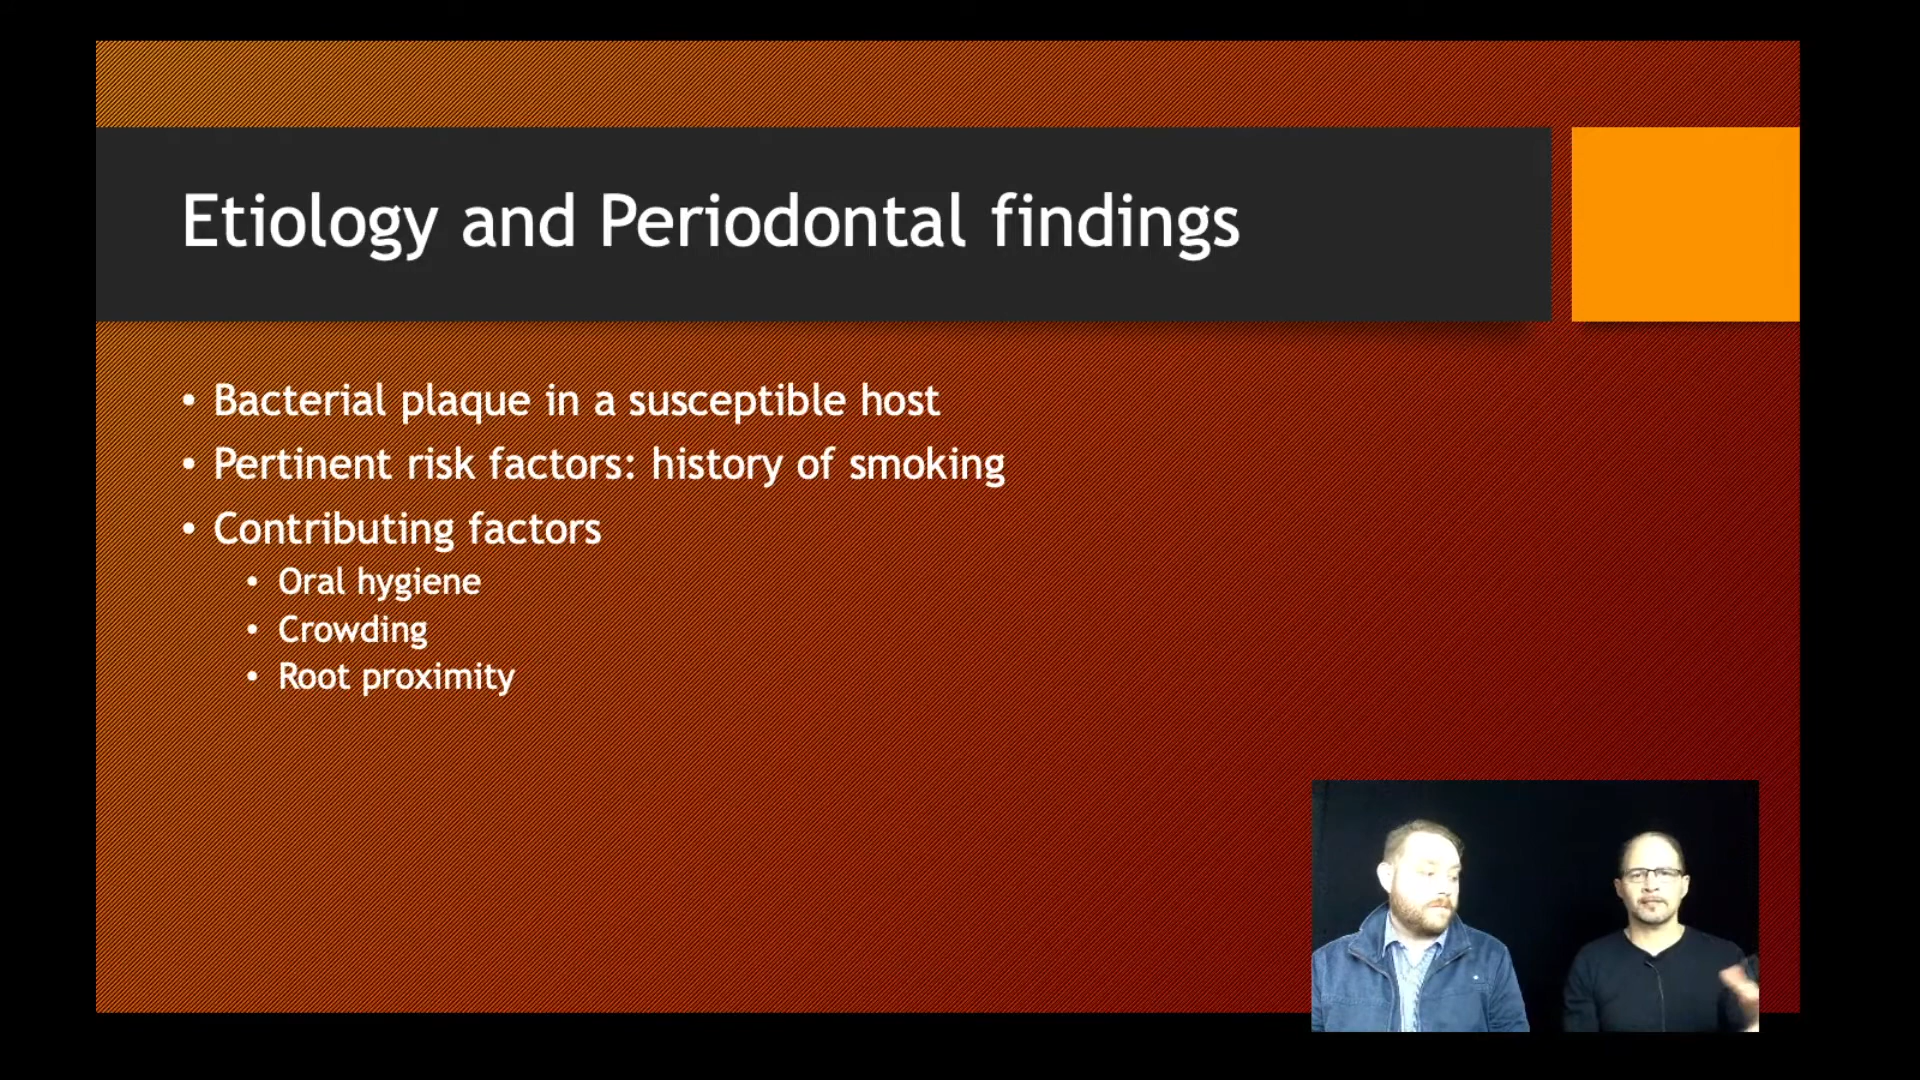 Etiology and Periodontal findings
• Bacterial plaque in a susceptible host
• Pertinent risk factors: history of smoking
• Contributing factors
• Oral hygiene
• Crowding
• Root proximity